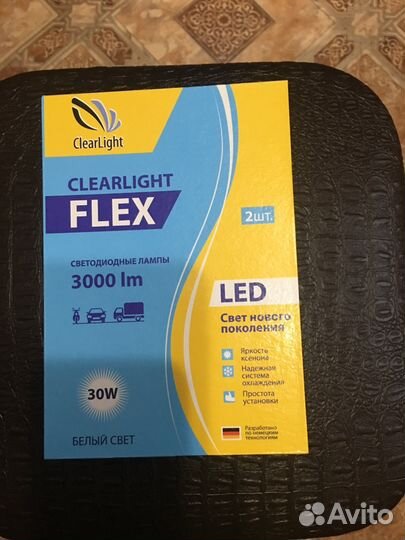 ClearLight
CLEARLIGHT
FLEX
2шт.
СВЕТОДИОДНЫЕ ЛАМПЫ
3000 lm
LED
Свет нового
поколения
Яркость
ксенона
Надежная
система
охлаждения
Простота
установки
30W
БЕЛЫЙ СВЕТ
Разработано
по немецким
технологиям
Avito